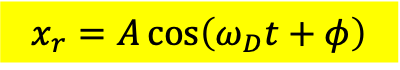 x_r = A cos(ω_D t + ϕ)